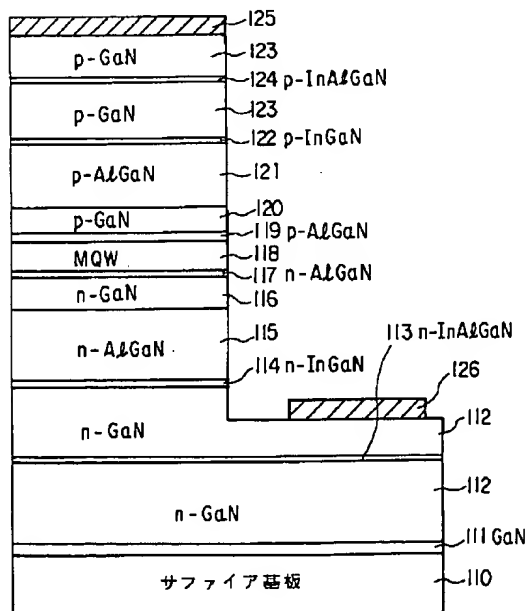 125
p-GaN 123
124 p-InAlGaN
p-GaN 123
122 p-InGaN
p-AlGaN 121
p-GaN 120
119 p-AlGaN
MQW 118
117 n-AlGaN
n-GaN 116
n-AlGaN 115
113 n-InAlGaN
114 n-InGaN
126
n-GaN 112
n-GaN 112
111 GaN
サファイア基板 110